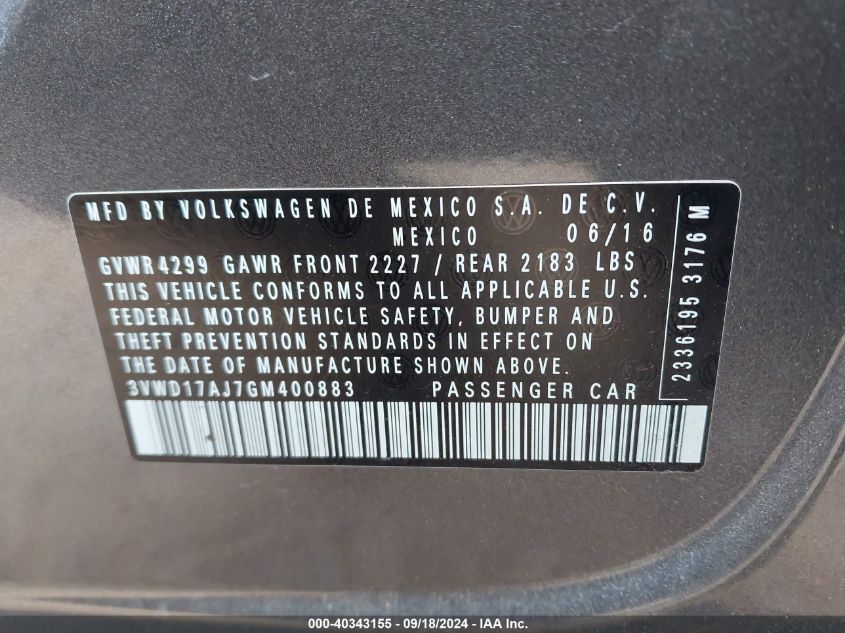 MFD BY VOLKSWAGEN DE MEXICO S.A. DE C.V.
MEXICO 06/16
GVWR 4299 GAWR FRONT 2227 / REAR 2183 LBS
THIS VEHICLE CONFORMS TO ALL APPLICABLE U.S.
FEDERAL MOTOR VEHICLE SAFETY, BUMPER AND
THEFT PREVENTION STANDARDS IN EFFECT ON
THE DATE OF MANUFACTURE SHOWN ABOVE.
3VWD17AJ7GM400883 PASSENGER CAR
2336195 3176 M
000-40343155 - 09/18/2024 - IAA Inc.